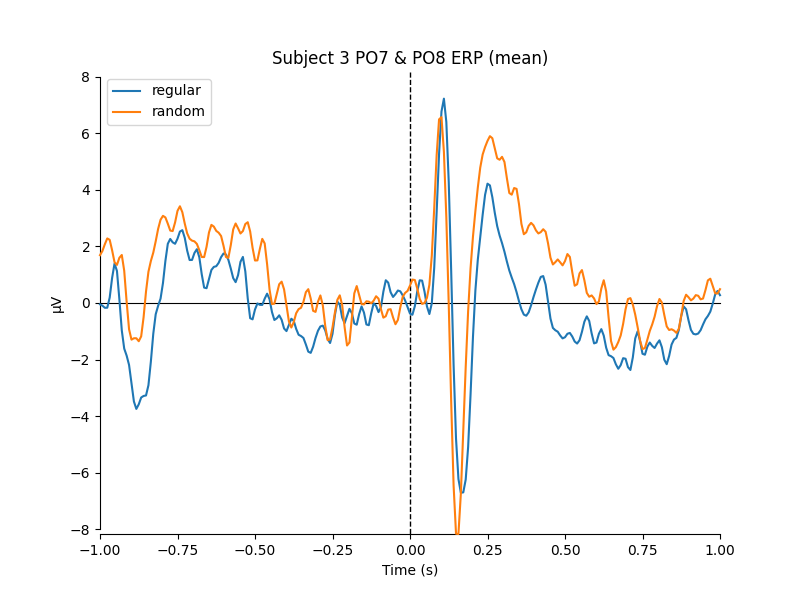 Subject 3 PO7 & PO8 ERP (mean)
regular
random
8
6
4
2
0
−2
−4
−6
−8
µV
−1.00 −0.75 −0.50 −0.25 0.00 0.25 0.50 0.75 1.00
Time (s)